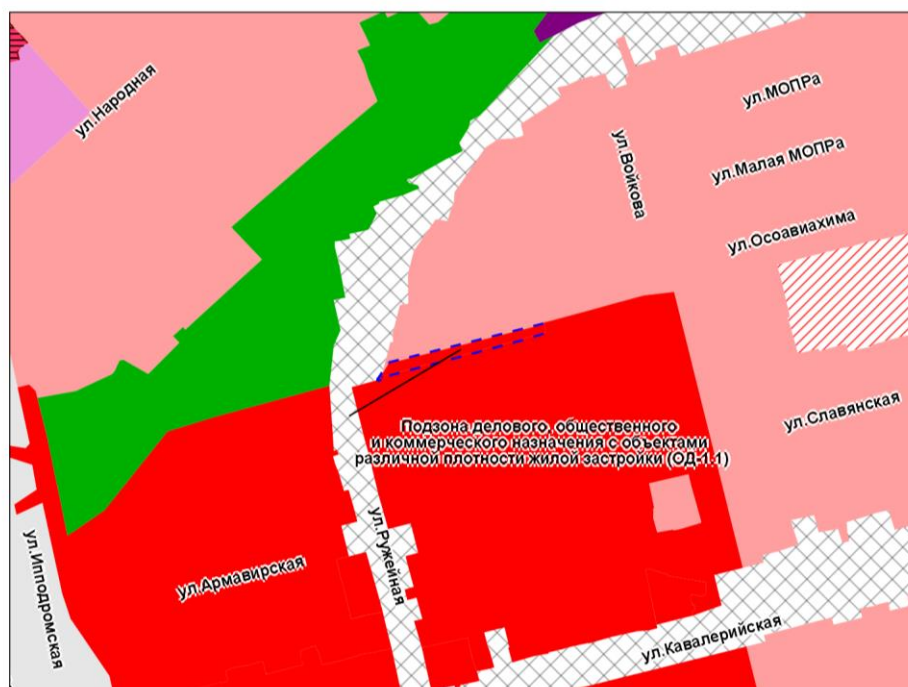 ул.Народная
ул.МОПРа
ул.Малая МОПРа
ул.Войкова
ул.Осоавиахима
ул.Славянская
Подзона делового, общественного
и коммерческого назначения с объектами
различной плотности жилой застройки (ОД-1.1)
ул.Ружейная
ул.Армавирская
ул.Ипподромская
ул.Кавалерийская